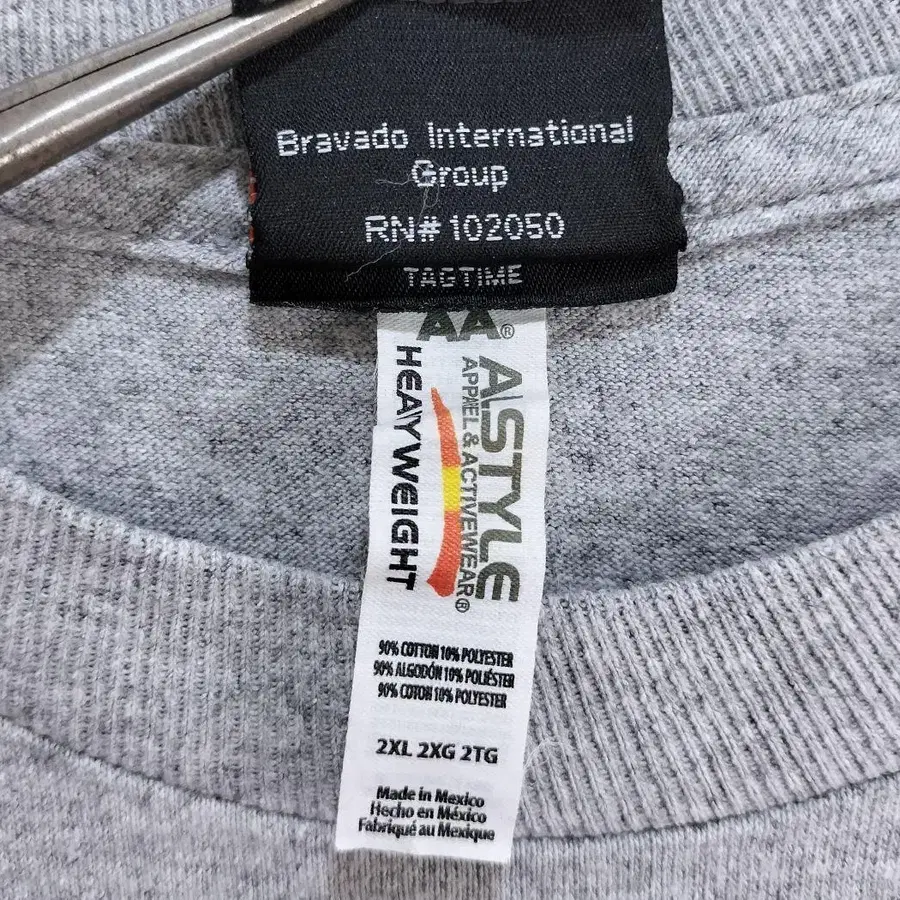 Bravado International
Group
RN# 102050
TAGTIME
AA®
ALSTYLE
APPAREL & ACTIVEWEAR®
HEAVYWEIGHT
90% COTTON 10% POLYESTER
90% ALGODÓN 10% POLIÉSTER
90% COTON 10% POLYESTER
2XL 2XG 2TG
Made in Mexico
Hecho en México
Fabriqué au Mexique